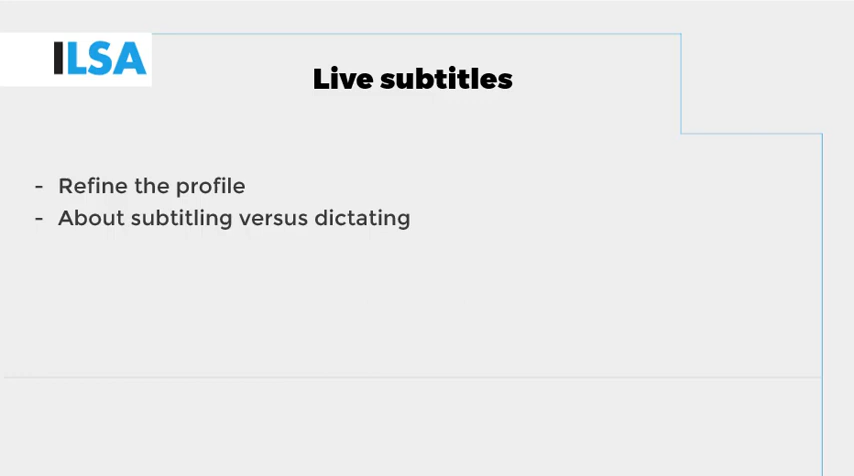 ILSA
Live subtitles
- Refine the profile
- About subtitling versus dictating